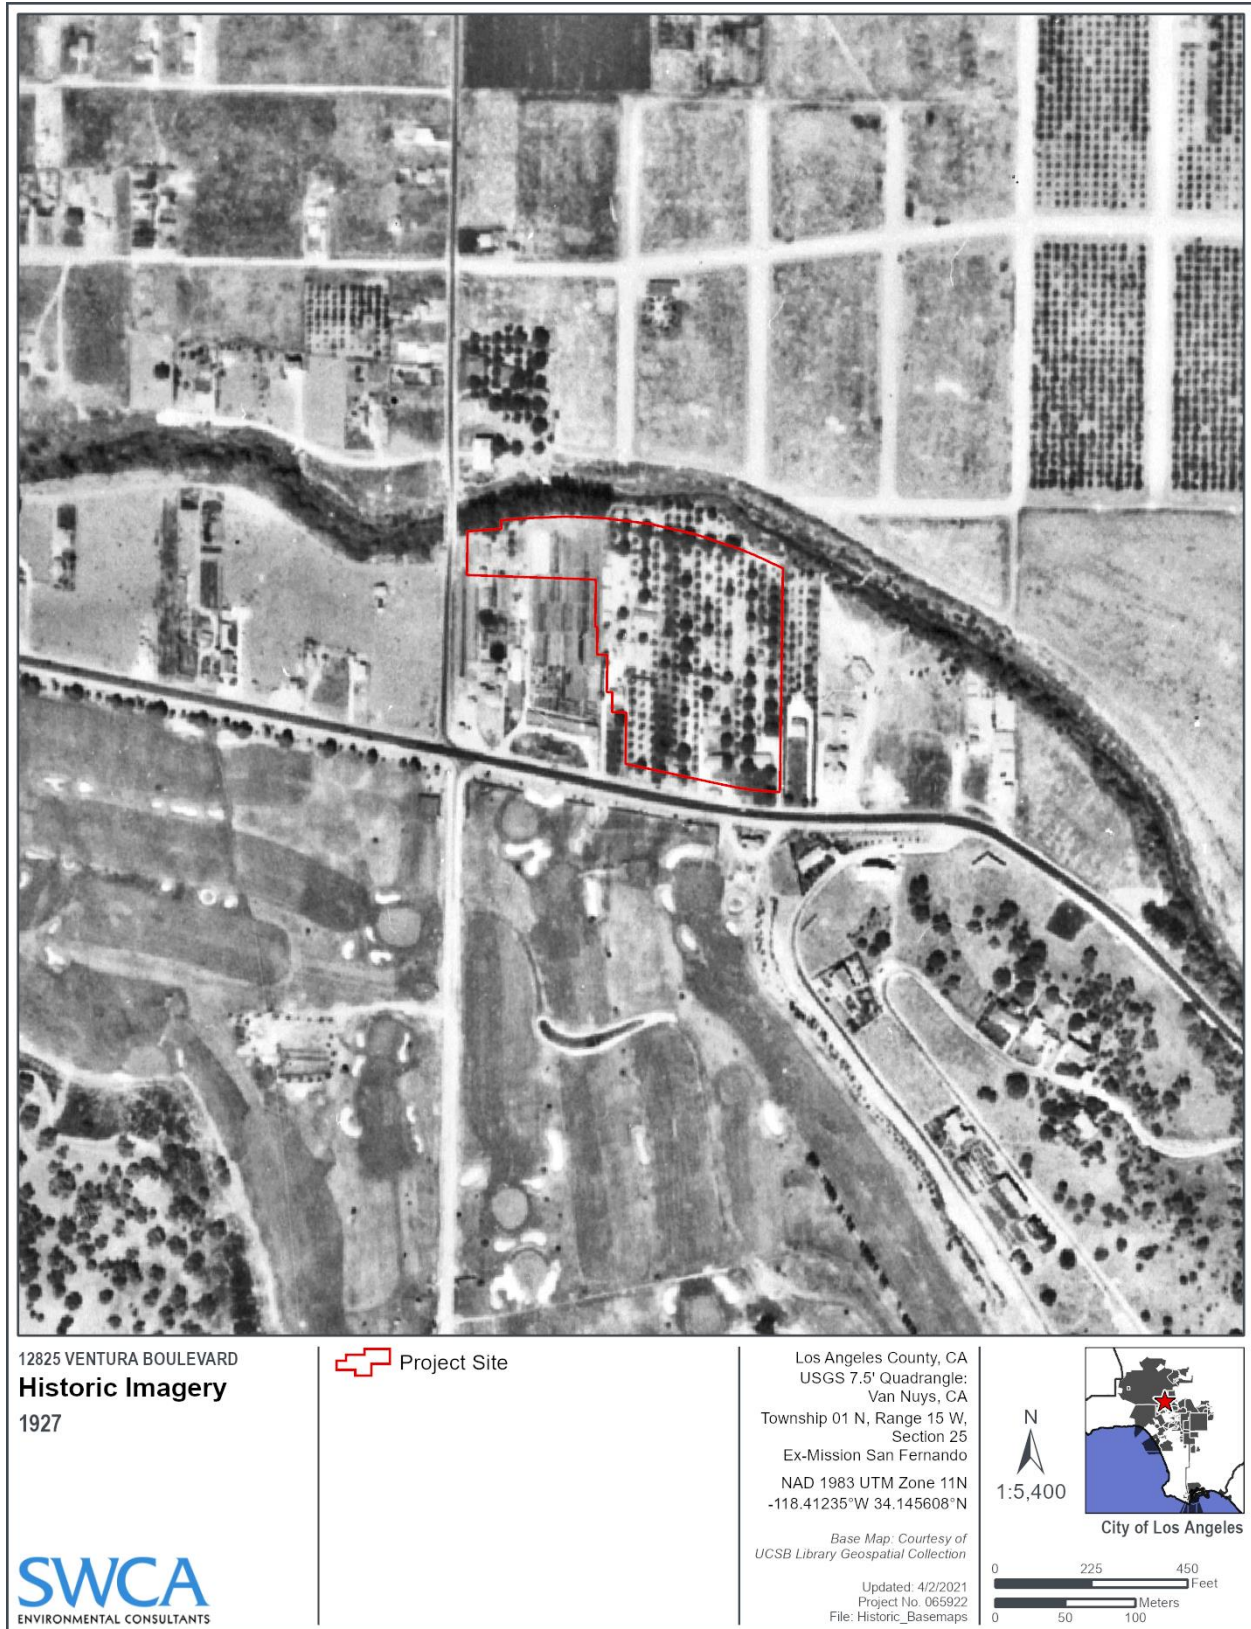 12825 VENTURA BOULEVARD
Historic Imagery
1927
SWCA
ENVIRONMENTAL CONSULTANTS
Project Site
Los Angeles County, CA
USGS 7.5' Quadrangle:
Van Nuys, CA
Township 01 N, Range 15 W,
Section 25
Ex-Mission San Fernando
NAD 1983 UTM Zone 11N
-118.41235°W 34.145608°N
Base Map: Courtesy of
UCSB Library Geospatial Collection
Updated: 4/2/2021
Project No. 065922
File: Historic_Basemaps
N
1:5,400
City of Los Angeles
0 225 450
Feet
Meters
0 50 100